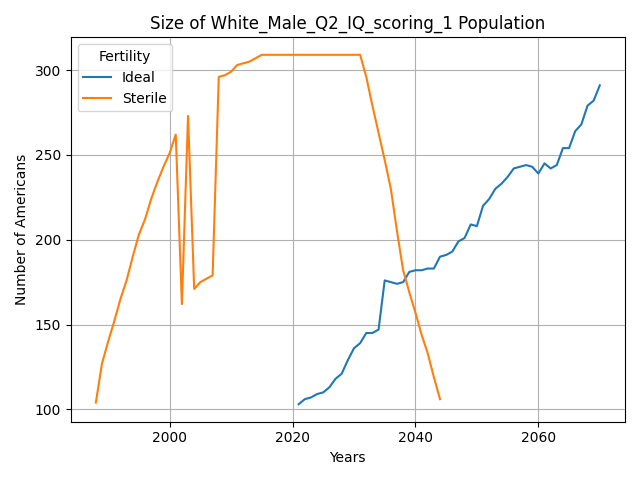 Size of White_Male_Q2_IQ_scoring_1 Population
Fertility
Ideal
Sterile
Number of Americans
300
250
200
150
100
2000
2020
2040
2060
Years